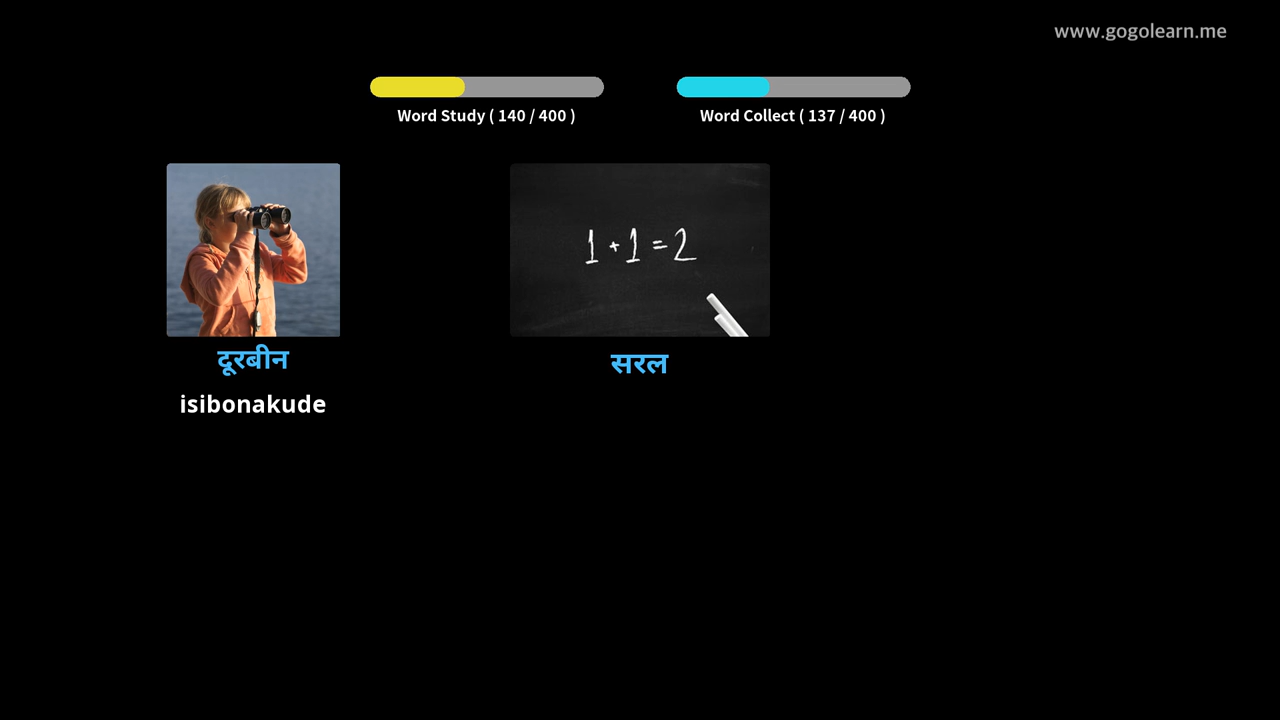 www.gogolearn.me
Word Study ( 140 / 400 )
Word Collect ( 137 / 400 )
1 + 1 = 2
दूरबीन
सरल
isibonakude